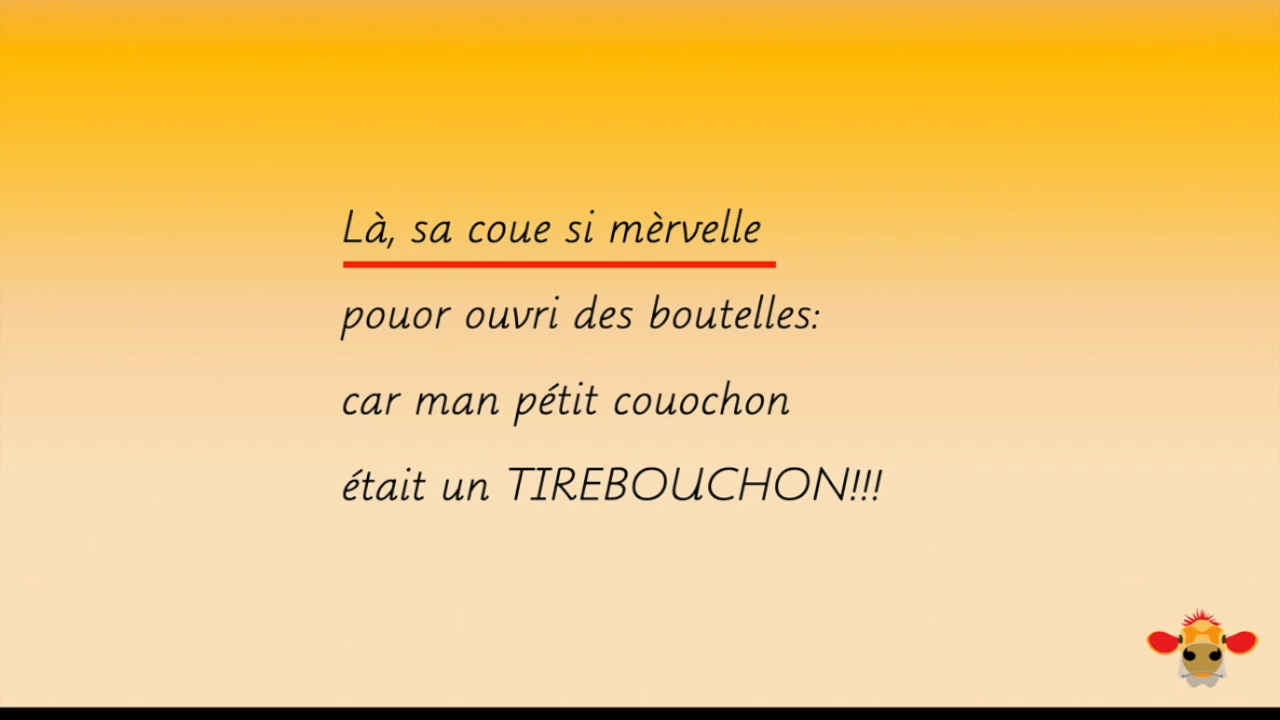 Là, sa coue si mèrvelle
pouor ouvri des boutelles:
car man pétit couochon
était un TIREBOUCHON!!!